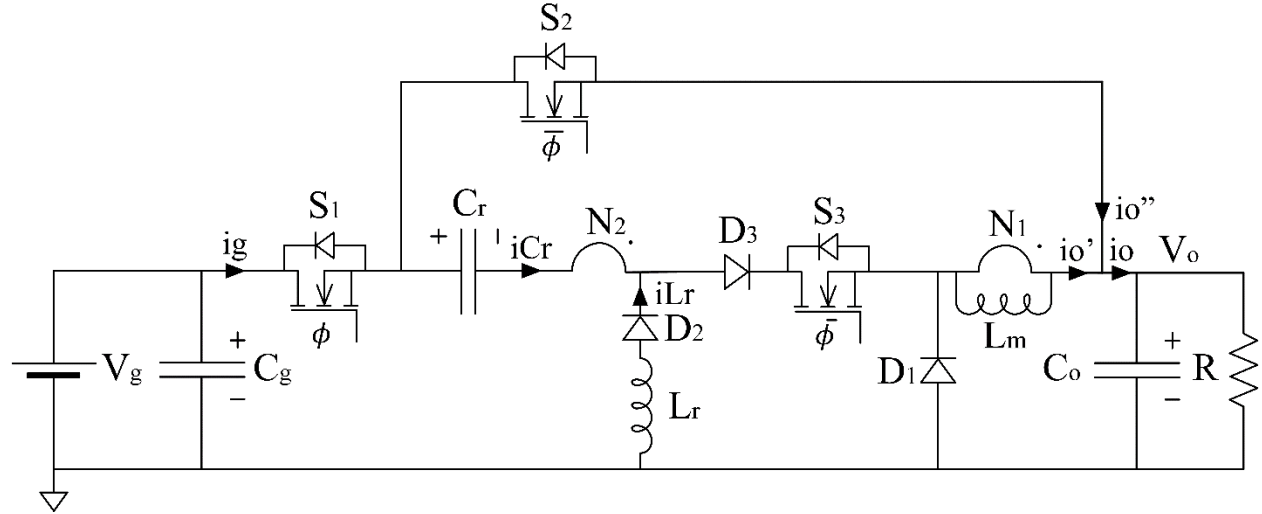 S2
ϕ̅
S1
Cr
N2
D3
S3
N1
io"
ig
+
iCr
io'
io
Vo
ϕ
iLr
D2
ϕ̅
Lm
Vg
+
Cg
−
Lr
D1
Co
+
−
R